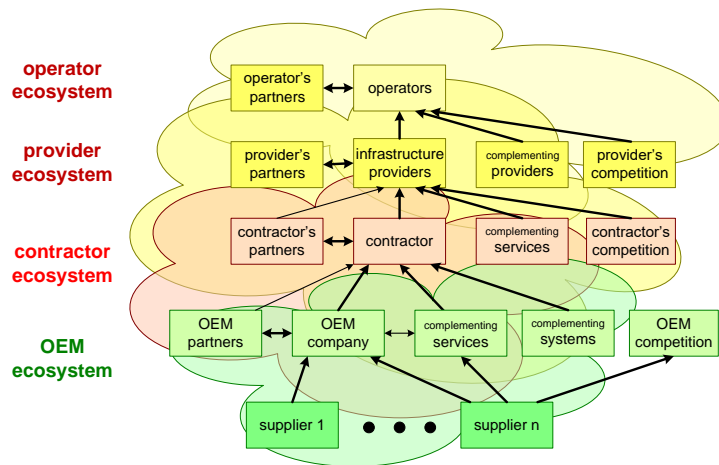 operator
ecosystem
operator's
partners
operators
provider
ecosystem
provider's
partners
infrastructure
providers
complementing
providers
provider's
competition
contractor
ecosystem
contractor's
partners
contractor
complementing
services
contractor's
competition
OEM
ecosystem
OEM
partners
OEM
company
complementing
services
complementing
systems
OEM
competition
supplier 1
supplier n